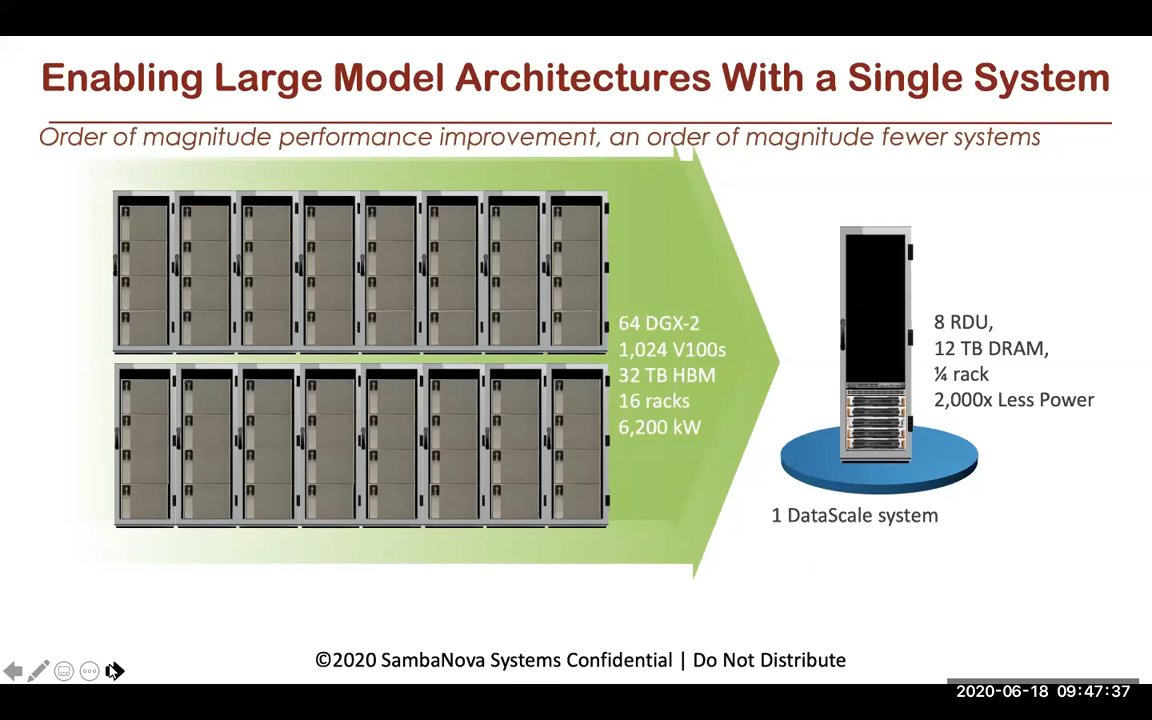 Enabling Large Model Architectures With a Single System
Order of magnitude performance improvement, an order of magnitude fewer systems
64 DGX-2
1,024 V100s
32 TB HBM
16 racks
6,200 kW
8 RDU,
12 TB DRAM,
¼ rack
2,000x Less Power
1 DataScale system
©2020 SambaNova Systems Confidential | Do Not Distribute
2020-06-18 09:47:37